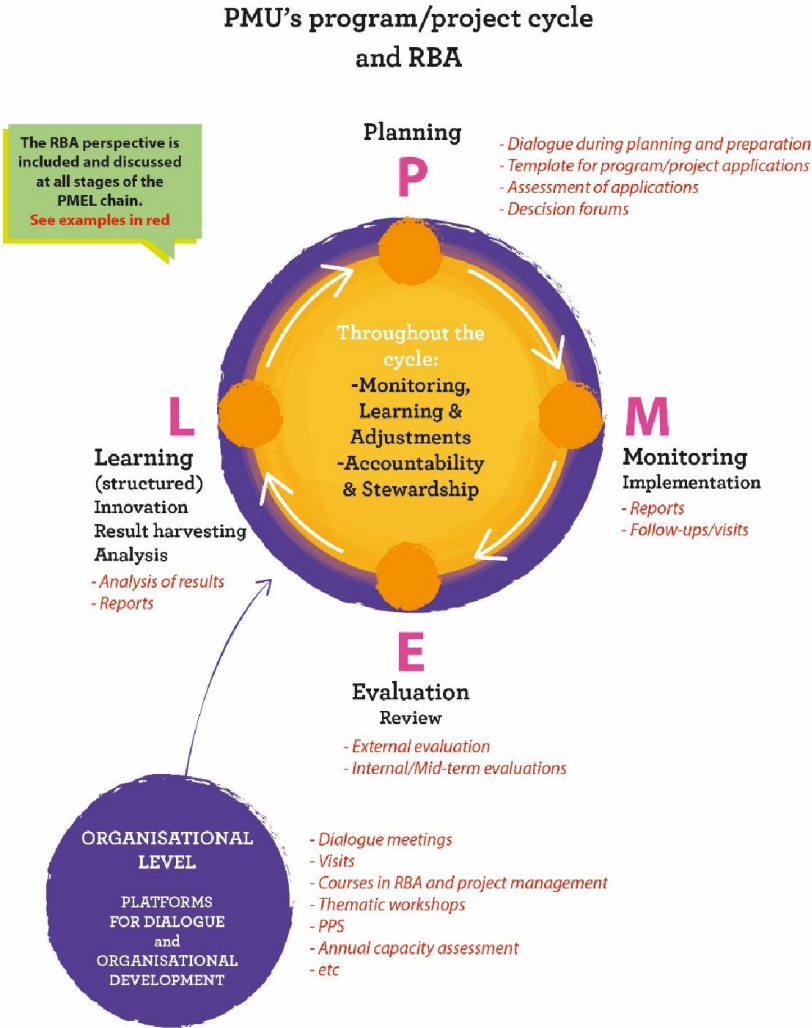 PMU's program/project cycle
and RBA
The RBA perspective is
included and discussed
at all stages of the
PMEL chain.
See examples in red
Planning
P
- Dialogue during planning and preparation
- Template for program/project applications
- Assessment of applications
- Descision forums
Throughout the
cycle:
-Monitoring,
Learning &
Adjustments
-Accountability
& Stewardship
L
Learning
(structured)
Innovation
Result harvesting
Analysis
- Analysis of results
- Reports
M
Monitoring
Implementation
- Reports
- Follow-ups/visits
E
Evaluation
Review
- External evaluation
- Internal/Mid-term evaluations
ORGANISATIONAL
LEVEL
PLATFORMS
FOR DIALOGUE
and
ORGANISATIONAL
DEVELOPMENT
- Dialogue meetings
- Visits
- Courses in RBA and project management
- Thematic workshops
- PPS
- Annual capacity assessment
- etc